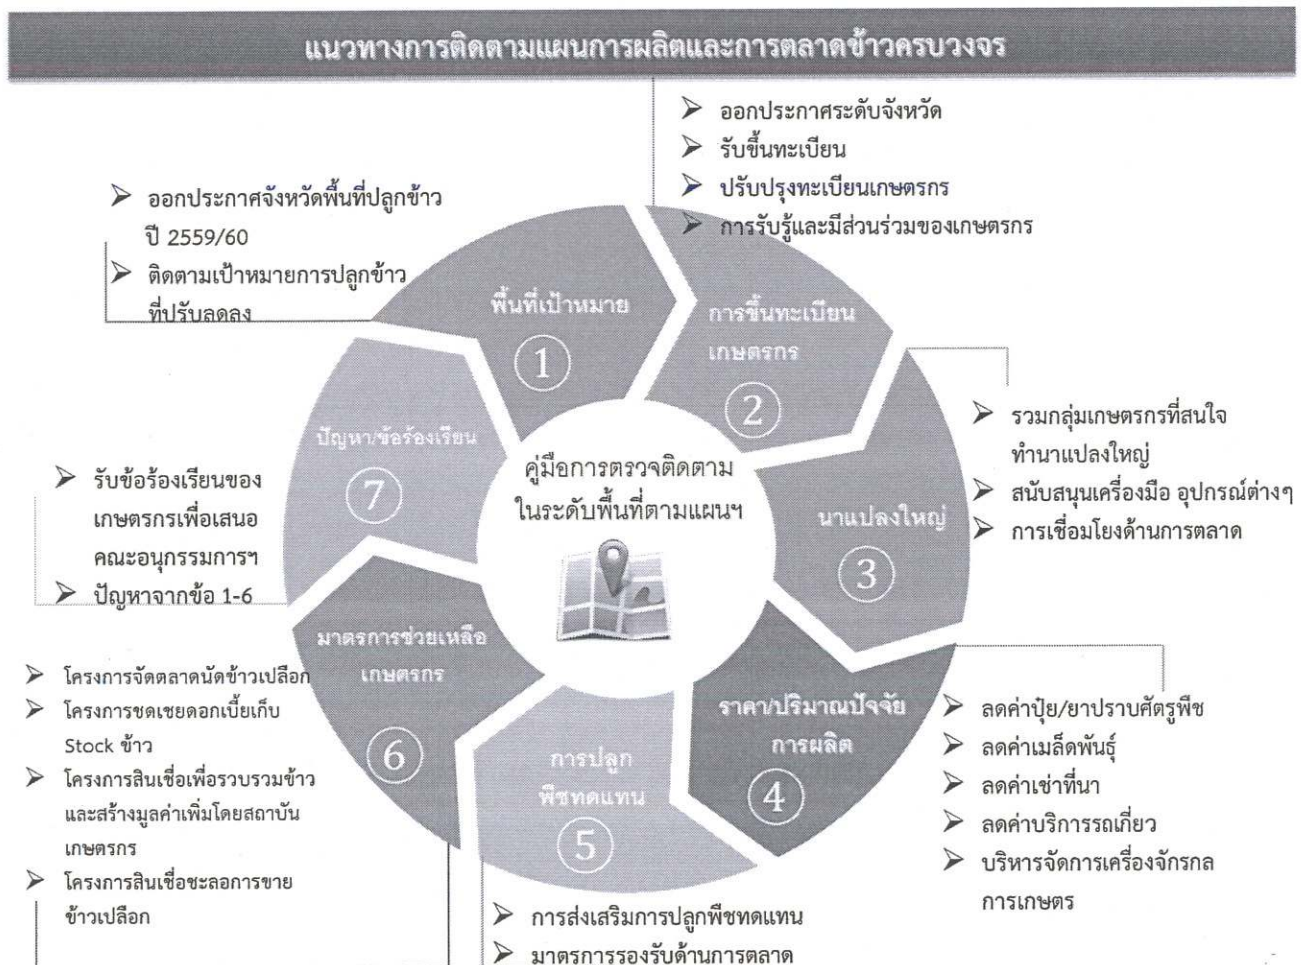 แนวทางการติดตามแผนการผลิตและการตลาดข้าวครบวงจร
➢ ออกประกาศจังหวัดพื้นที่ปลูกข้าว
ปี 2559/60
➢ ติดตามเป้าหมายการปลูกข้าว
ที่ปรับลดลง
พื้นที่เป้าหมาย
1
➢ ออกประกาศระดับจังหวัด
➢ รับขึ้นทะเบียน
➢ ปรับปรุงทะเบียนเกษตรกร
➢ การรับรู้และมีส่วนร่วมของเกษตรกร
การขึ้นทะเบียน
เกษตรกร
2
➢ รวมกลุ่มเกษตรกรที่สนใจ
ทำนาแปลงใหญ่
➢ สนับสนุนเครื่องมือ อุปกรณ์ต่างๆ
➢ การเชื่อมโยงด้านการตลาด
นาแปลงใหญ่
3
➢ ลดค่าปุ๋ย/ยาปราบศัตรูพืช
➢ ลดค่าเมล็ดพันธุ์
➢ ลดค่าเช่าที่นา
➢ ลดค่าบริการรถเกี่ยว
➢ บริหารจัดการเครื่องจักรกล
การเกษตร
ราคา/ปริมาณปัจจัย
การผลิต
4
การปลูก
พืชทดแทน
5
➢ การส่งเสริมการปลูกพืชทดแทน
➢ มาตรการรองรับด้านการตลาด
มาตรการช่วยเหลือ
เกษตรกร
6
➢ โครงการจัดตลาดนัดข้าวเปลือก
➢ โครงการชดเชยดอกเบี้ยเก็บ
Stock ข้าว
➢ โครงการสินเชื่อเพื่อรวบรวมข้าว
และสร้างมูลค่าเพิ่มโดยสถาบัน
เกษตรกร
➢ โครงการสินเชื่อชะลอการขาย
ข้าวเปลือก
ปัญหา/ข้อร้องเรียน
7
➢ รับข้อร้องเรียนของ
เกษตรกรเพื่อเสนอ
คณะอนุกรรมการฯ
➢ ปัญหาจากข้อ 1-6
คู่มือการตรวจติดตาม
ในระดับพื้นที่ตามแผนฯ